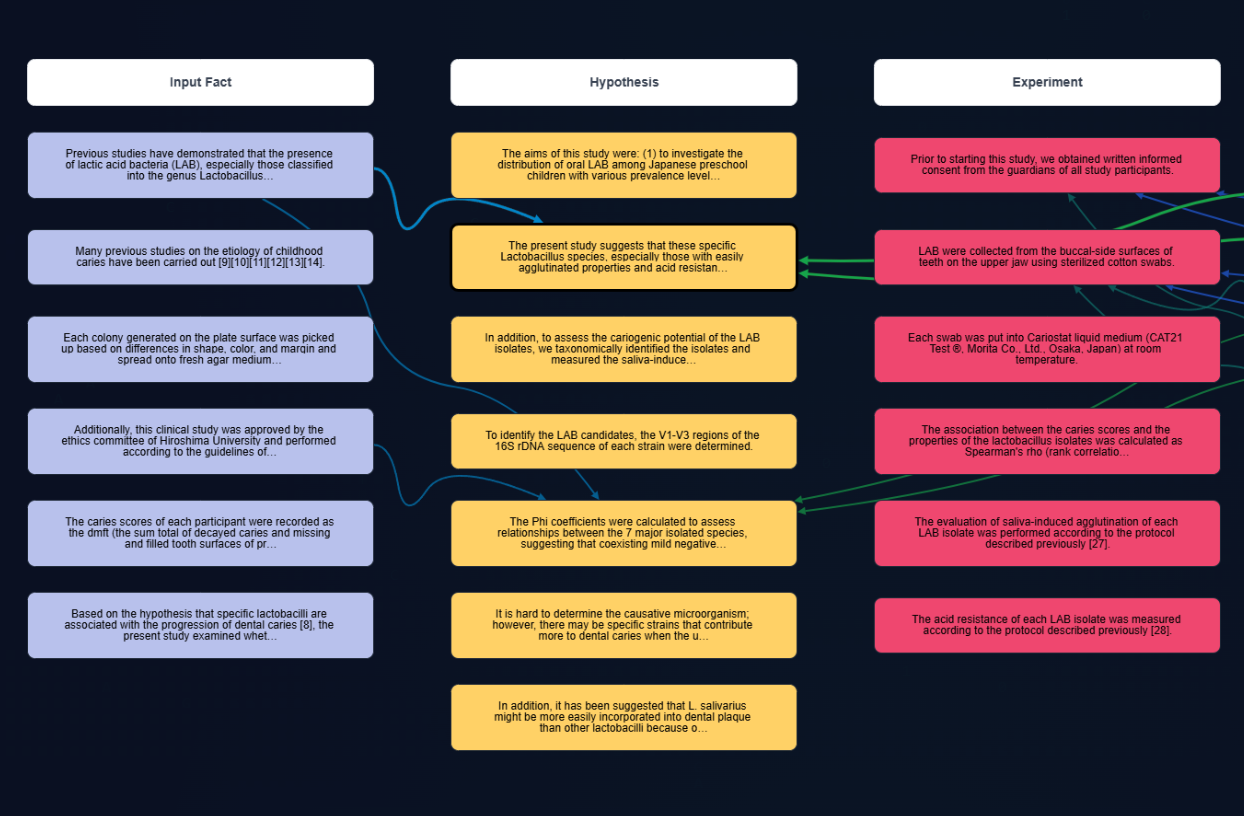 Input Fact
Previous studies have demonstrated that the presence
of lactic acid bacteria (LAB), especially those classified
into the genus Lactobacillus…
Many previous studies on the etiology of childhood
caries have been carried out [9][10][11][12][13][14].
Each colony generated on the plate surface was picked
up based on differences in shape, color, and margin and
spread onto fresh agar medium…
Additionally, this clinical study was approved by the
ethics committee of Hiroshima University and performed
according to the guidelines of…
The caries scores of each participant were recorded as
the dmft (the sum total of decayed caries and missing
and filled tooth surfaces of pr…
Based on the hypothesis that specific lactobacilli are
associated with the progression of dental caries [8], the
present study examined whet…
Hypothesis
The aims of this study were: (1) to investigate the
distribution of oral LAB among Japanese preschool
children with various prevalence level…
The present study suggests that these specific
Lactobacillus species, especially those with easily
agglutinated properties and acid resistan…
In addition, to assess the cariogenic potential of the LAB
isolates, we taxonomically identified the isolates and
measured the saliva-induce…
To identify the LAB candidates, the V1-V3 regions of the
16S rDNA sequence of each strain were determined.
The Phi coefficients were calculated to assess
relationships between the 7 major isolated species,
suggesting that coexisting mild negative…
It is hard to determine the causative microorganism;
however, there may be specific strains that contribute
more to dental caries when the u…
In addition, it has been suggested that L. salivarius
might be more easily incorporated into dental plaque
than other lactobacilli because o…
Experiment
Prior to starting this study, we obtained written informed
consent from the guardians of all study participants.
LAB were collected from the buccal-side surfaces of
teeth on the upper jaw using sterilized cotton swabs.
Each swab was put into Cariostat liquid medium (CAT21
Test ®, Morita Co., Ltd., Osaka, Japan) at room
temperature.
The association between the caries scores and the
properties of the lactobacillus isolates was calculated as
Spearman's rho (rank correlatio…
The evaluation of saliva-induced agglutination of each
LAB isolate was performed according to the protocol
described previously [27].
The acid resistance of each LAB isolate was measured
according to the protocol described previously [28].